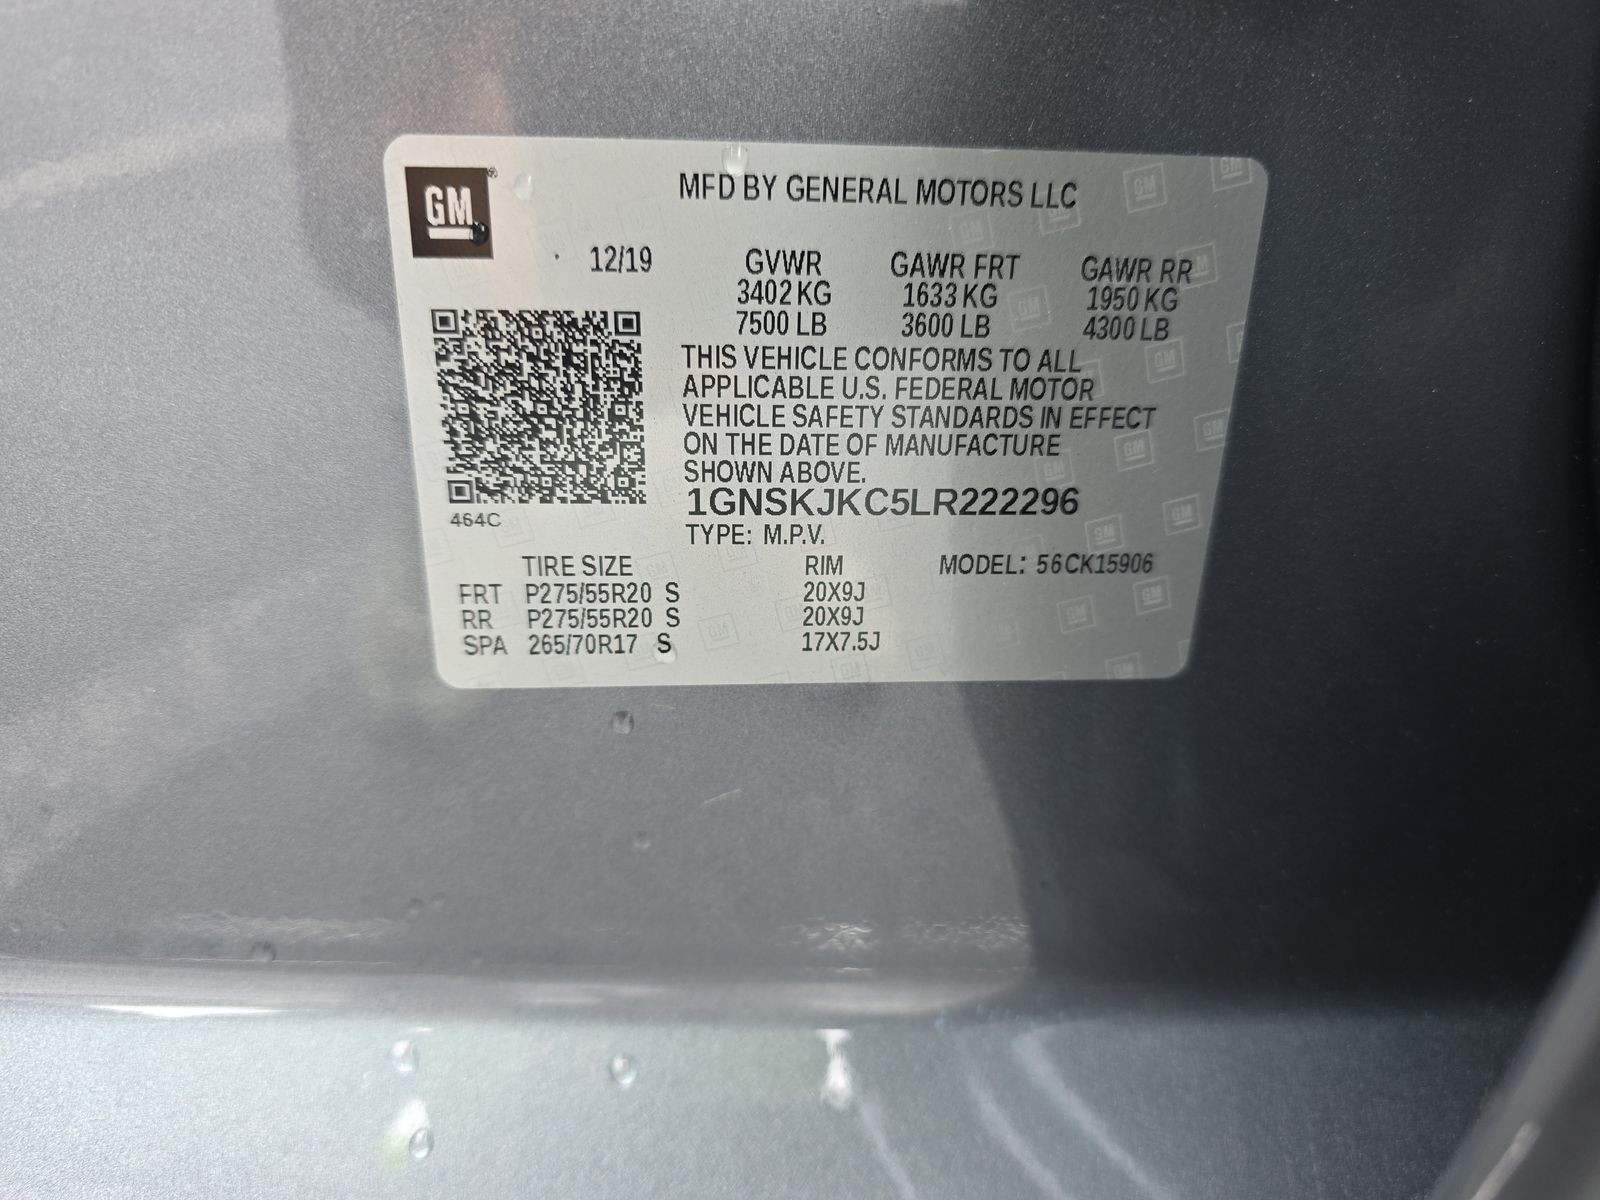 GM®
MFD BY GENERAL MOTORS LLC
12/19 GVWR GAWR FRT GAWR RR
3402 KG 1633 KG 1950 KG
7500 LB 3600 LB 4300 LB
THIS VEHICLE CONFORMS TO ALL
APPLICABLE U.S. FEDERAL MOTOR
VEHICLE SAFETY STANDARDS IN EFFECT
ON THE DATE OF MANUFACTURE
SHOWN ABOVE.
1GNSKJKC5LR222296
464C
TYPE: M.P.V.
TIRE SIZE RIM MODEL: 56CK15906
FRT P275/55R20 S 20X9J
RR P275/55R20 S 20X9J
SPA 265/70R17 S 17X7.5J